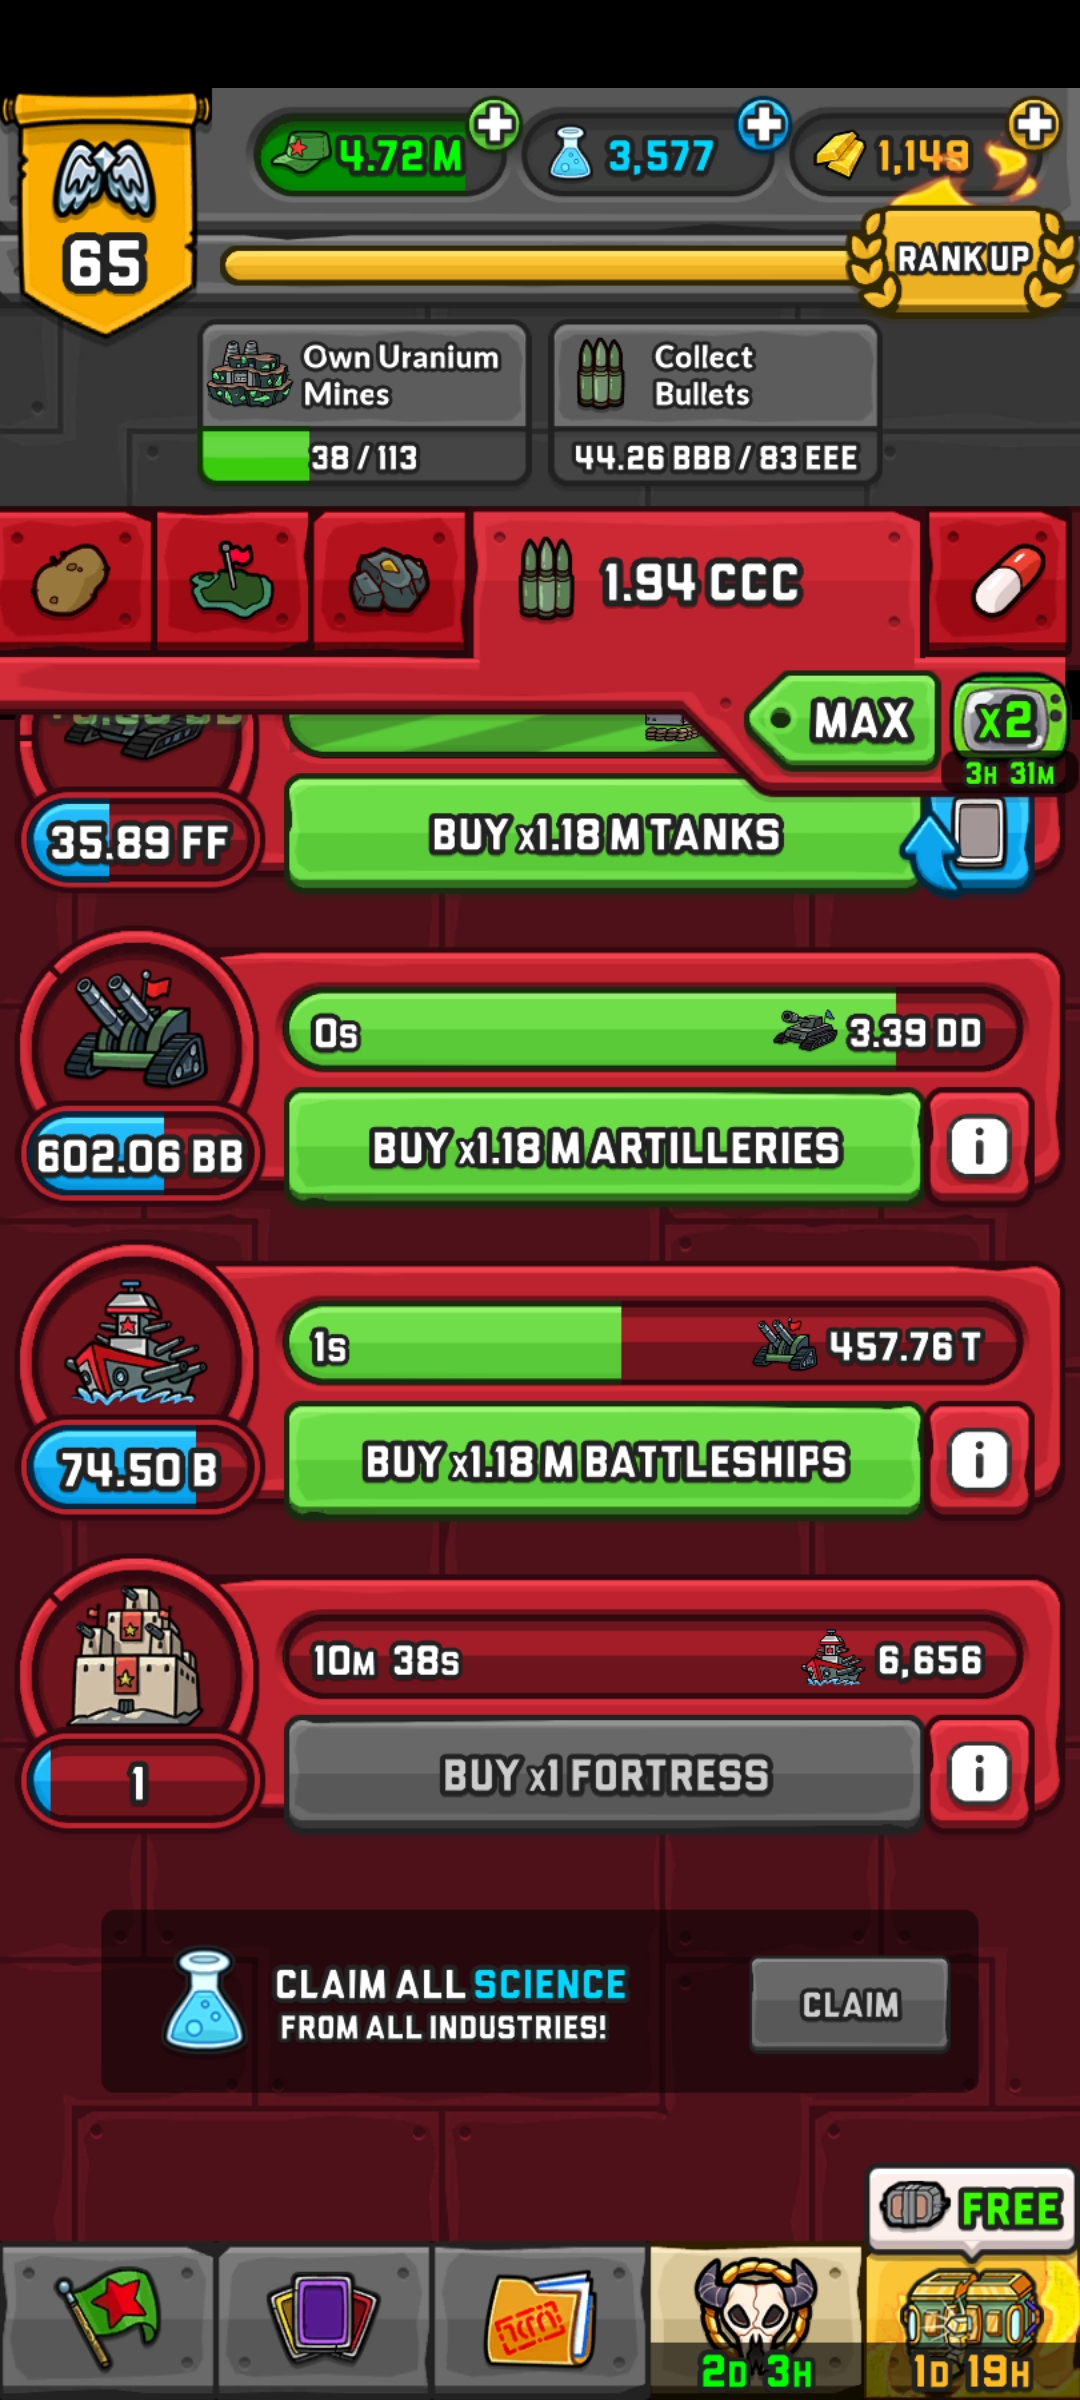 4.72 M
3,577
1,149
65
RANK UP
Own Uranium
Mines
38 / 113
Collect
Bullets
44.26 BBB / 83 EEE
1.94 CCC
MAX
x2
3H 31M
35.89 FF
BUY x1.18 M TANKS
0s
3.39 DD
602.06 BB
BUY x1.18 M ARTILLERIES
i
1s
457.76 T
74.50 B
BUY x1.18 M BATTLESHIPS
i
10M 38s
6,656
1
BUY x1 FORTRESS
i
CLAIM ALL SCIENCE
FROM ALL INDUSTRIES!
CLAIM
FREE
2D 3H
1D 19H